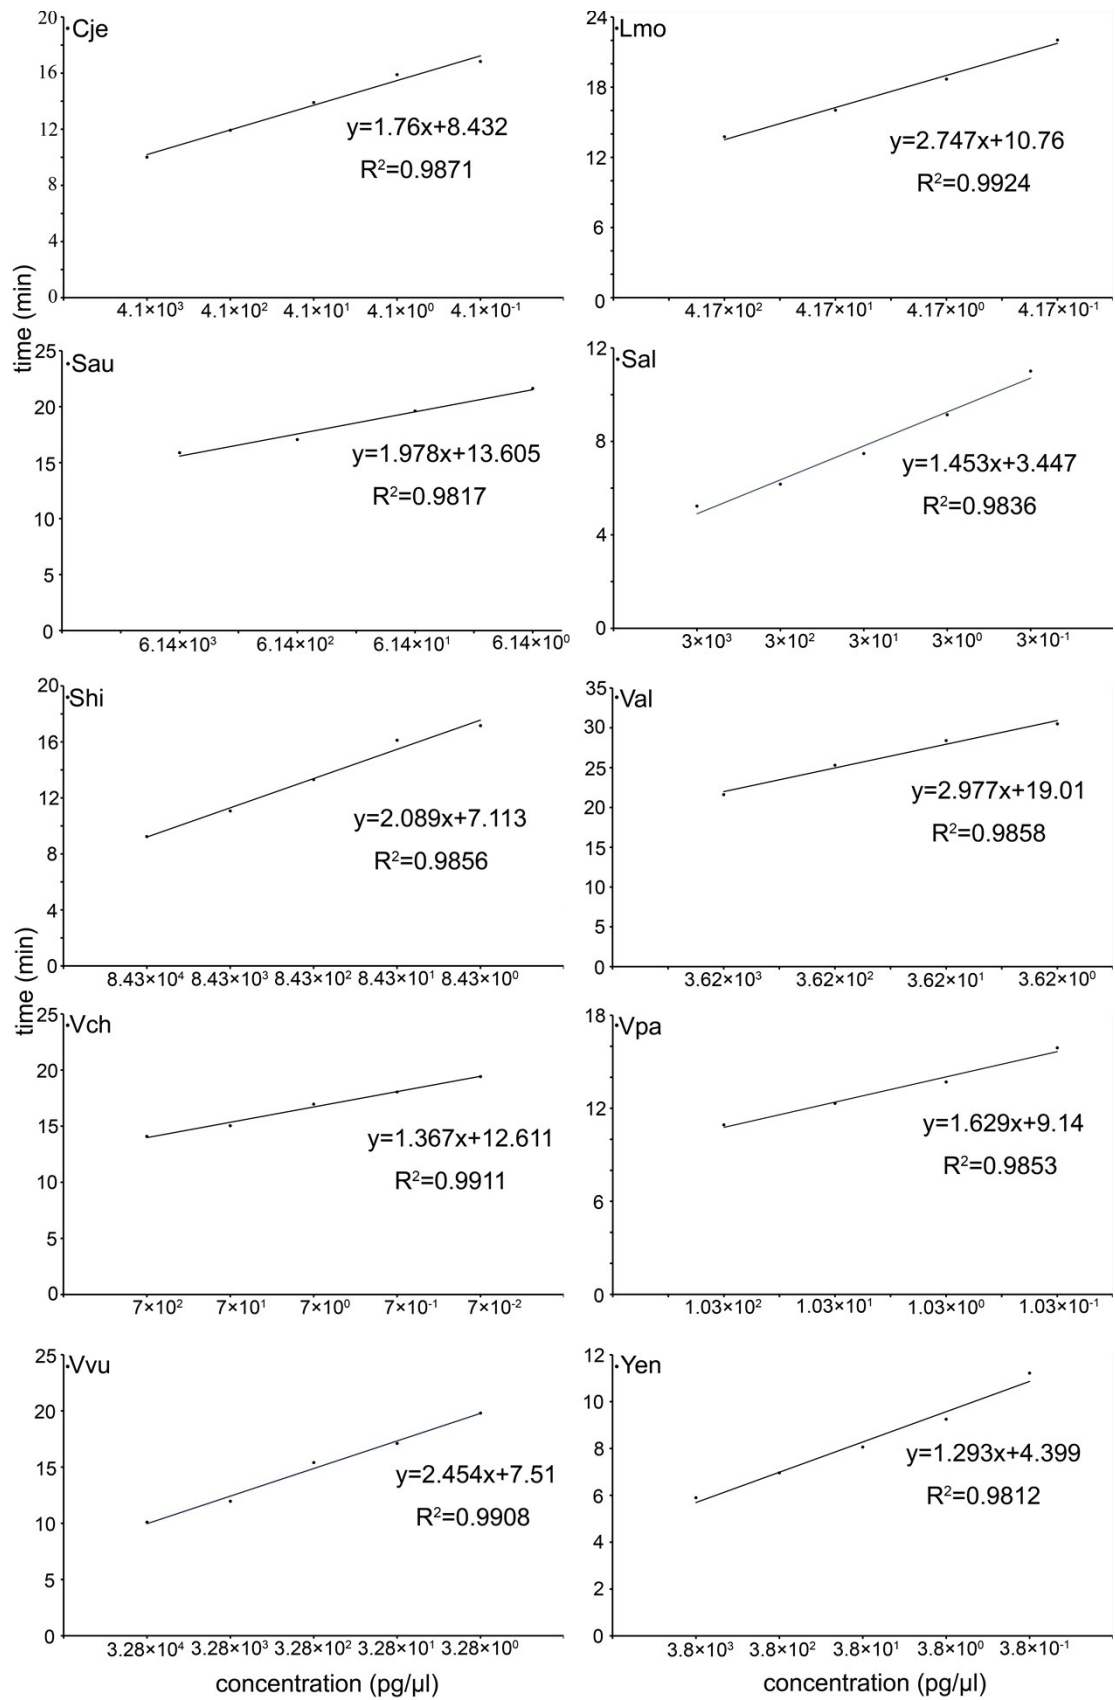 Cje
20
16
12
8
4
0
y=1.76x+8.432
R²=0.9871
4.1×10³ 4.1×10² 4.1×10¹ 4.1×10⁰ 4.1×10⁻¹
Lmo
24
18
12
6
0
y=2.747x+10.76
R²=0.9924
4.17×10² 4.17×10¹ 4.17×10⁰ 4.17×10⁻¹
time (min)
Sau
25
20
15
10
5
0
y=1.978x+13.605
R²=0.9817
6.14×10³ 6.14×10² 6.14×10¹ 6.14×10⁰
Sal
12
8
4
0
y=1.453x+3.447
R²=0.9836
3×10³ 3×10² 3×10¹ 3×10⁰ 3×10⁻¹
Shi
20
16
12
8
4
0
y=2.089x+7.113
R²=0.9856
8.43×10⁴ 8.43×10³ 8.43×10² 8.43×10¹ 8.43×10⁰
Val
35
30
25
20
15
10
5
0
y=2.977x+19.01
R²=0.9858
3.62×10³ 3.62×10² 3.62×10¹ 3.62×10⁰
time (min)
Vch
25
20
15
10
5
0
y=1.367x+12.611
R²=0.9911
7×10² 7×10¹ 7×10⁰ 7×10⁻¹ 7×10⁻²
Vpa
18
12
6
0
y=1.629x+9.14
R²=0.9853
1.03×10² 1.03×10¹ 1.03×10⁰ 1.03×10⁻¹
Vvu
25
20
15
10
5
0
y=2.454x+7.51
R²=0.9908
3.28×10⁴ 3.28×10³ 3.28×10² 3.28×10¹ 3.28×10⁰
concentration (pg/µl)
Yen
12
10
8
6
4
2
0
y=1.293x+4.399
R²=0.9812
3.8×10³ 3.8×10² 3.8×10¹ 3.8×10⁰ 3.8×10⁻¹
concentration (pg/µl)